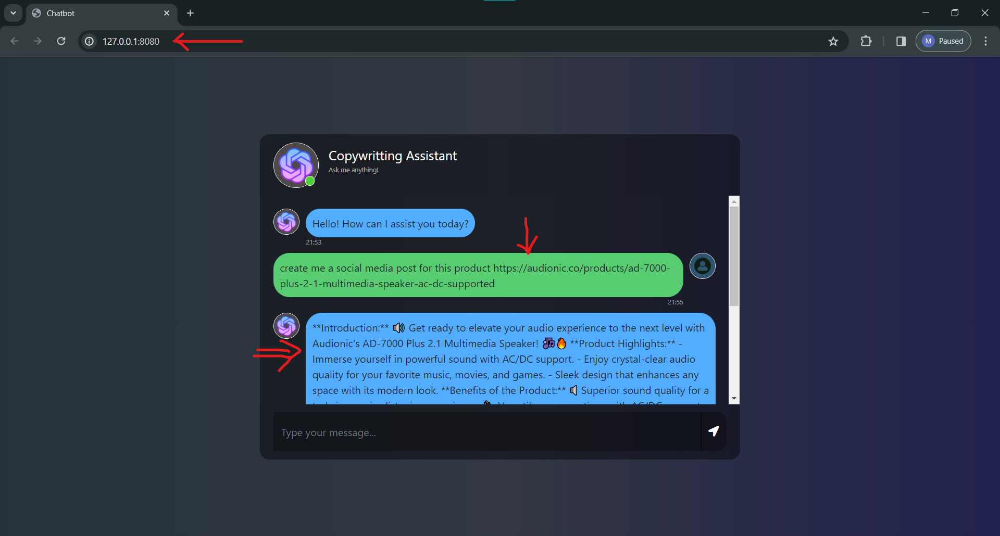 Chatbot
127.0.0.1:8080
M Paused
Copywritting Assistant
Ask me anything!
Hello! How can I assist you today?
21:53
create me a social media post for this product https://audionic.co/products/ad-7000-
plus-2-1-multimedia-speaker-ac-dc-supported
21:55
**Introduction:** 🔊 Get ready to elevate your audio experience to the next level with
Audionic's AD-7000 Plus 2.1 Multimedia Speaker! 🎶🔥 **Product Highlights:** -
Immerse yourself in powerful sound with AC/DC support. - Enjoy crystal-clear audio
quality for your favorite music, movies, and games. - Sleek design that enhances any
space with its modern look. **Benefits of the Product:** 🔈 Superior sound quality for a
Type your message...